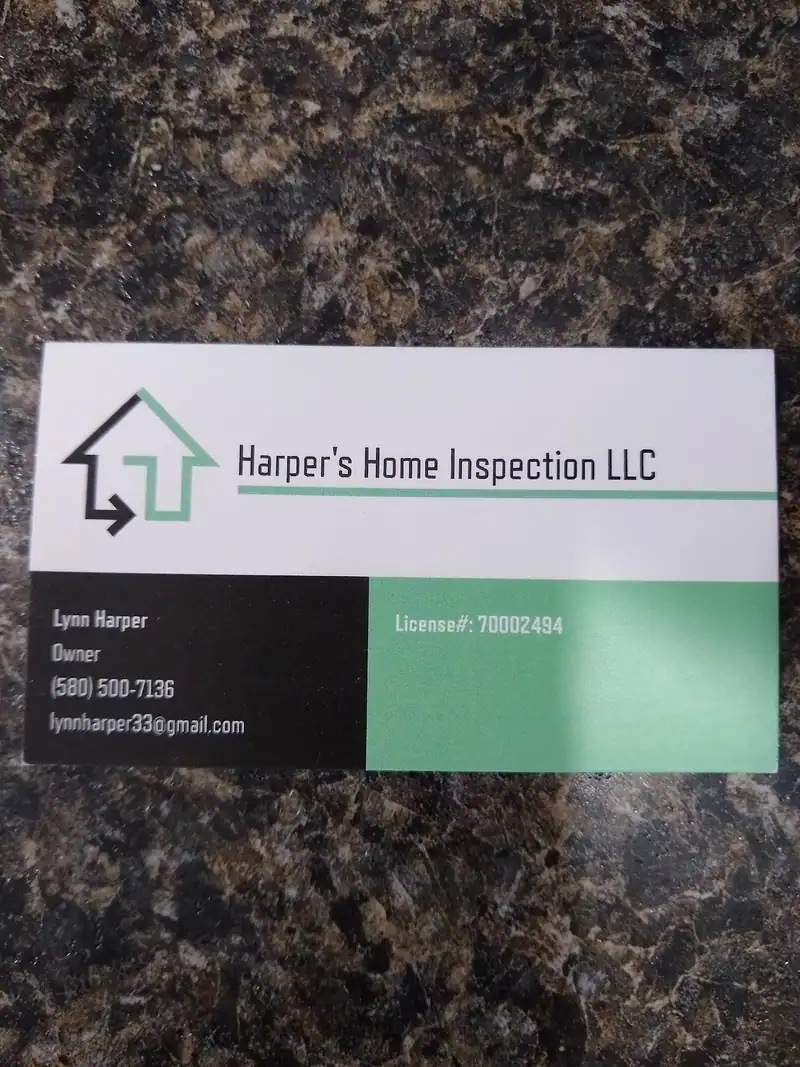 Harper's Home Inspection LLC
Lynn Harper
Owner
(580) 500-7136
lynnharper33@gmail.com
License#: 70002494